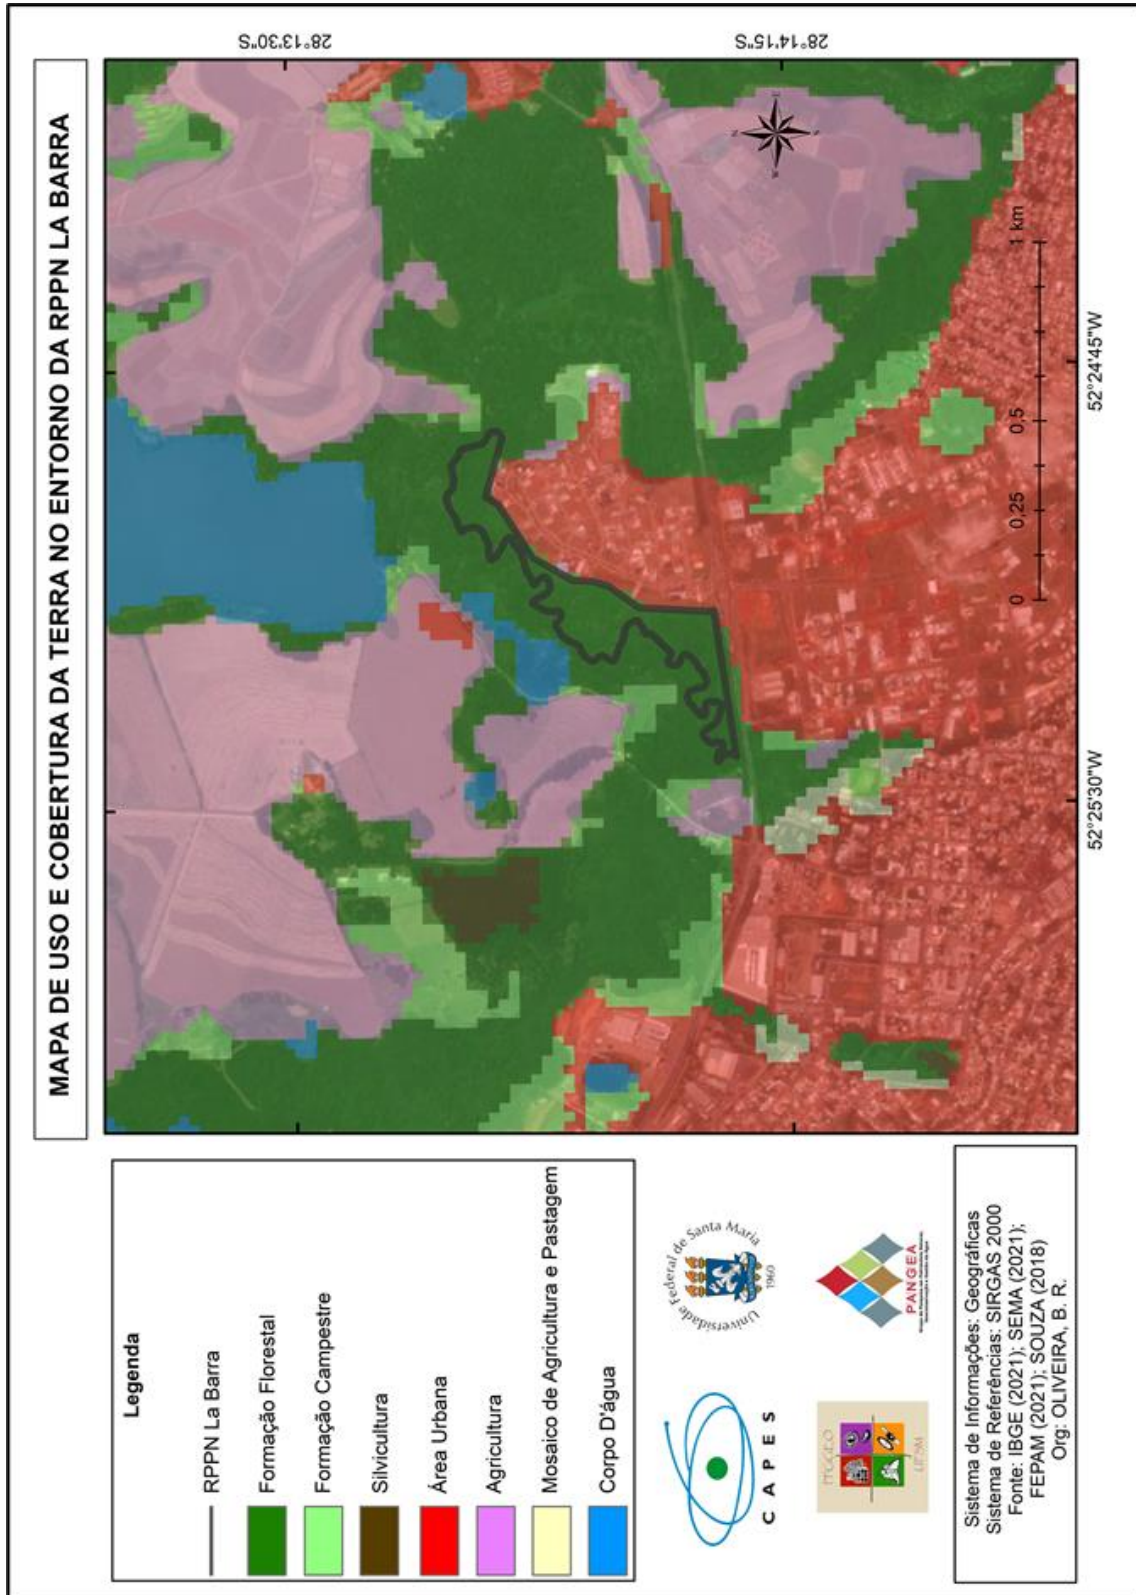 MAPA DE USO E COBERTURA DA TERRA NO ENTORNO DA RPPN LA BARRA
28°13'30"S
28°14'15"S
52°25'30"W
52°24'45"W
0
0,25
0,5
1 km
Legenda
RPPN La Barra
Formação Florestal
Formação Campestre
Silvicultura
Área Urbana
Agricultura
Mosaico de Agricultura e Pastagem
Corpo D'água
CAPES
Universidade Federal de Santa Maria
1960
PPGGEO
UFSM
PANGEA
Sistema de Informações: Geográficas
Sistema de Referências: SIRGAS 2000
Fonte: IBGE (2021); SEMA (2021);
FEPAM (2021); SOUZA (2018)
Org: OLIVEIRA, B. R.